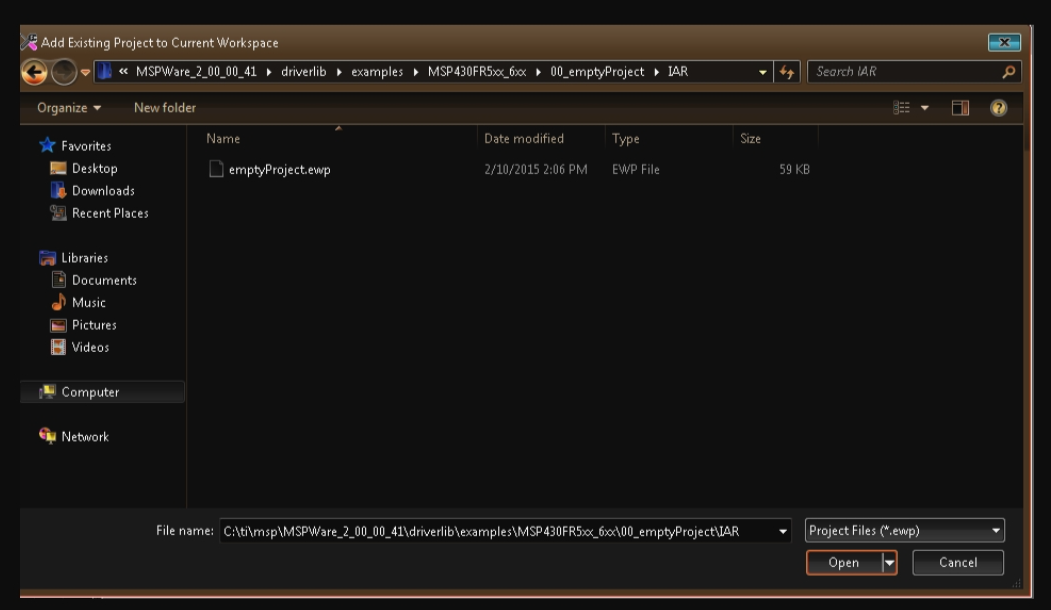 Add Existing Project to Current Workspace
« MSPWare_2_00_00_41 ▸ driverlib ▸ examples ▸ MSP430FR5xx_6xx ▸ 00_emptyProject ▸ IAR
Search IAR
Organize New folder
Name Date modified Type Size
emptyProject.ewp 2/10/2015 2:06 PM EWP File 59 KB
Favorites
Desktop
Downloads
Recent Places
Libraries
Documents
Music
Pictures
Videos
Computer
Network
File name: C:\ti\msp\MSPWare_2_00_00_41\driverlib\examples\MSP430FR5xx_6xx\00_emptyProject\IAR Project Files (*.ewp)
Open Cancel